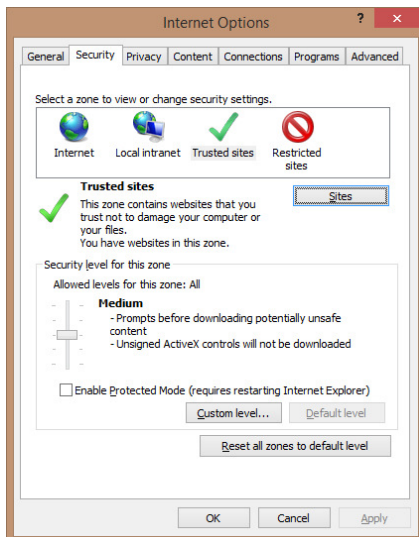 Internet Options
?
×
General Security Privacy Content Connections Programs Advanced
Select a zone to view or change security settings.
Internet Local intranet Trusted sites Restricted
sites
Trusted sites
Sites
This zone contains websites that you
trust not to damage your computer or
your files.
You have websites in this zone.
Security level for this zone
Allowed levels for this zone: All
Medium
- Prompts before downloading potentially unsafe
content
- Unsigned ActiveX controls will not be downloaded
Enable Protected Mode (requires restarting Internet Explorer)
Custom level... Default level
Reset all zones to default level
OK Cancel Apply